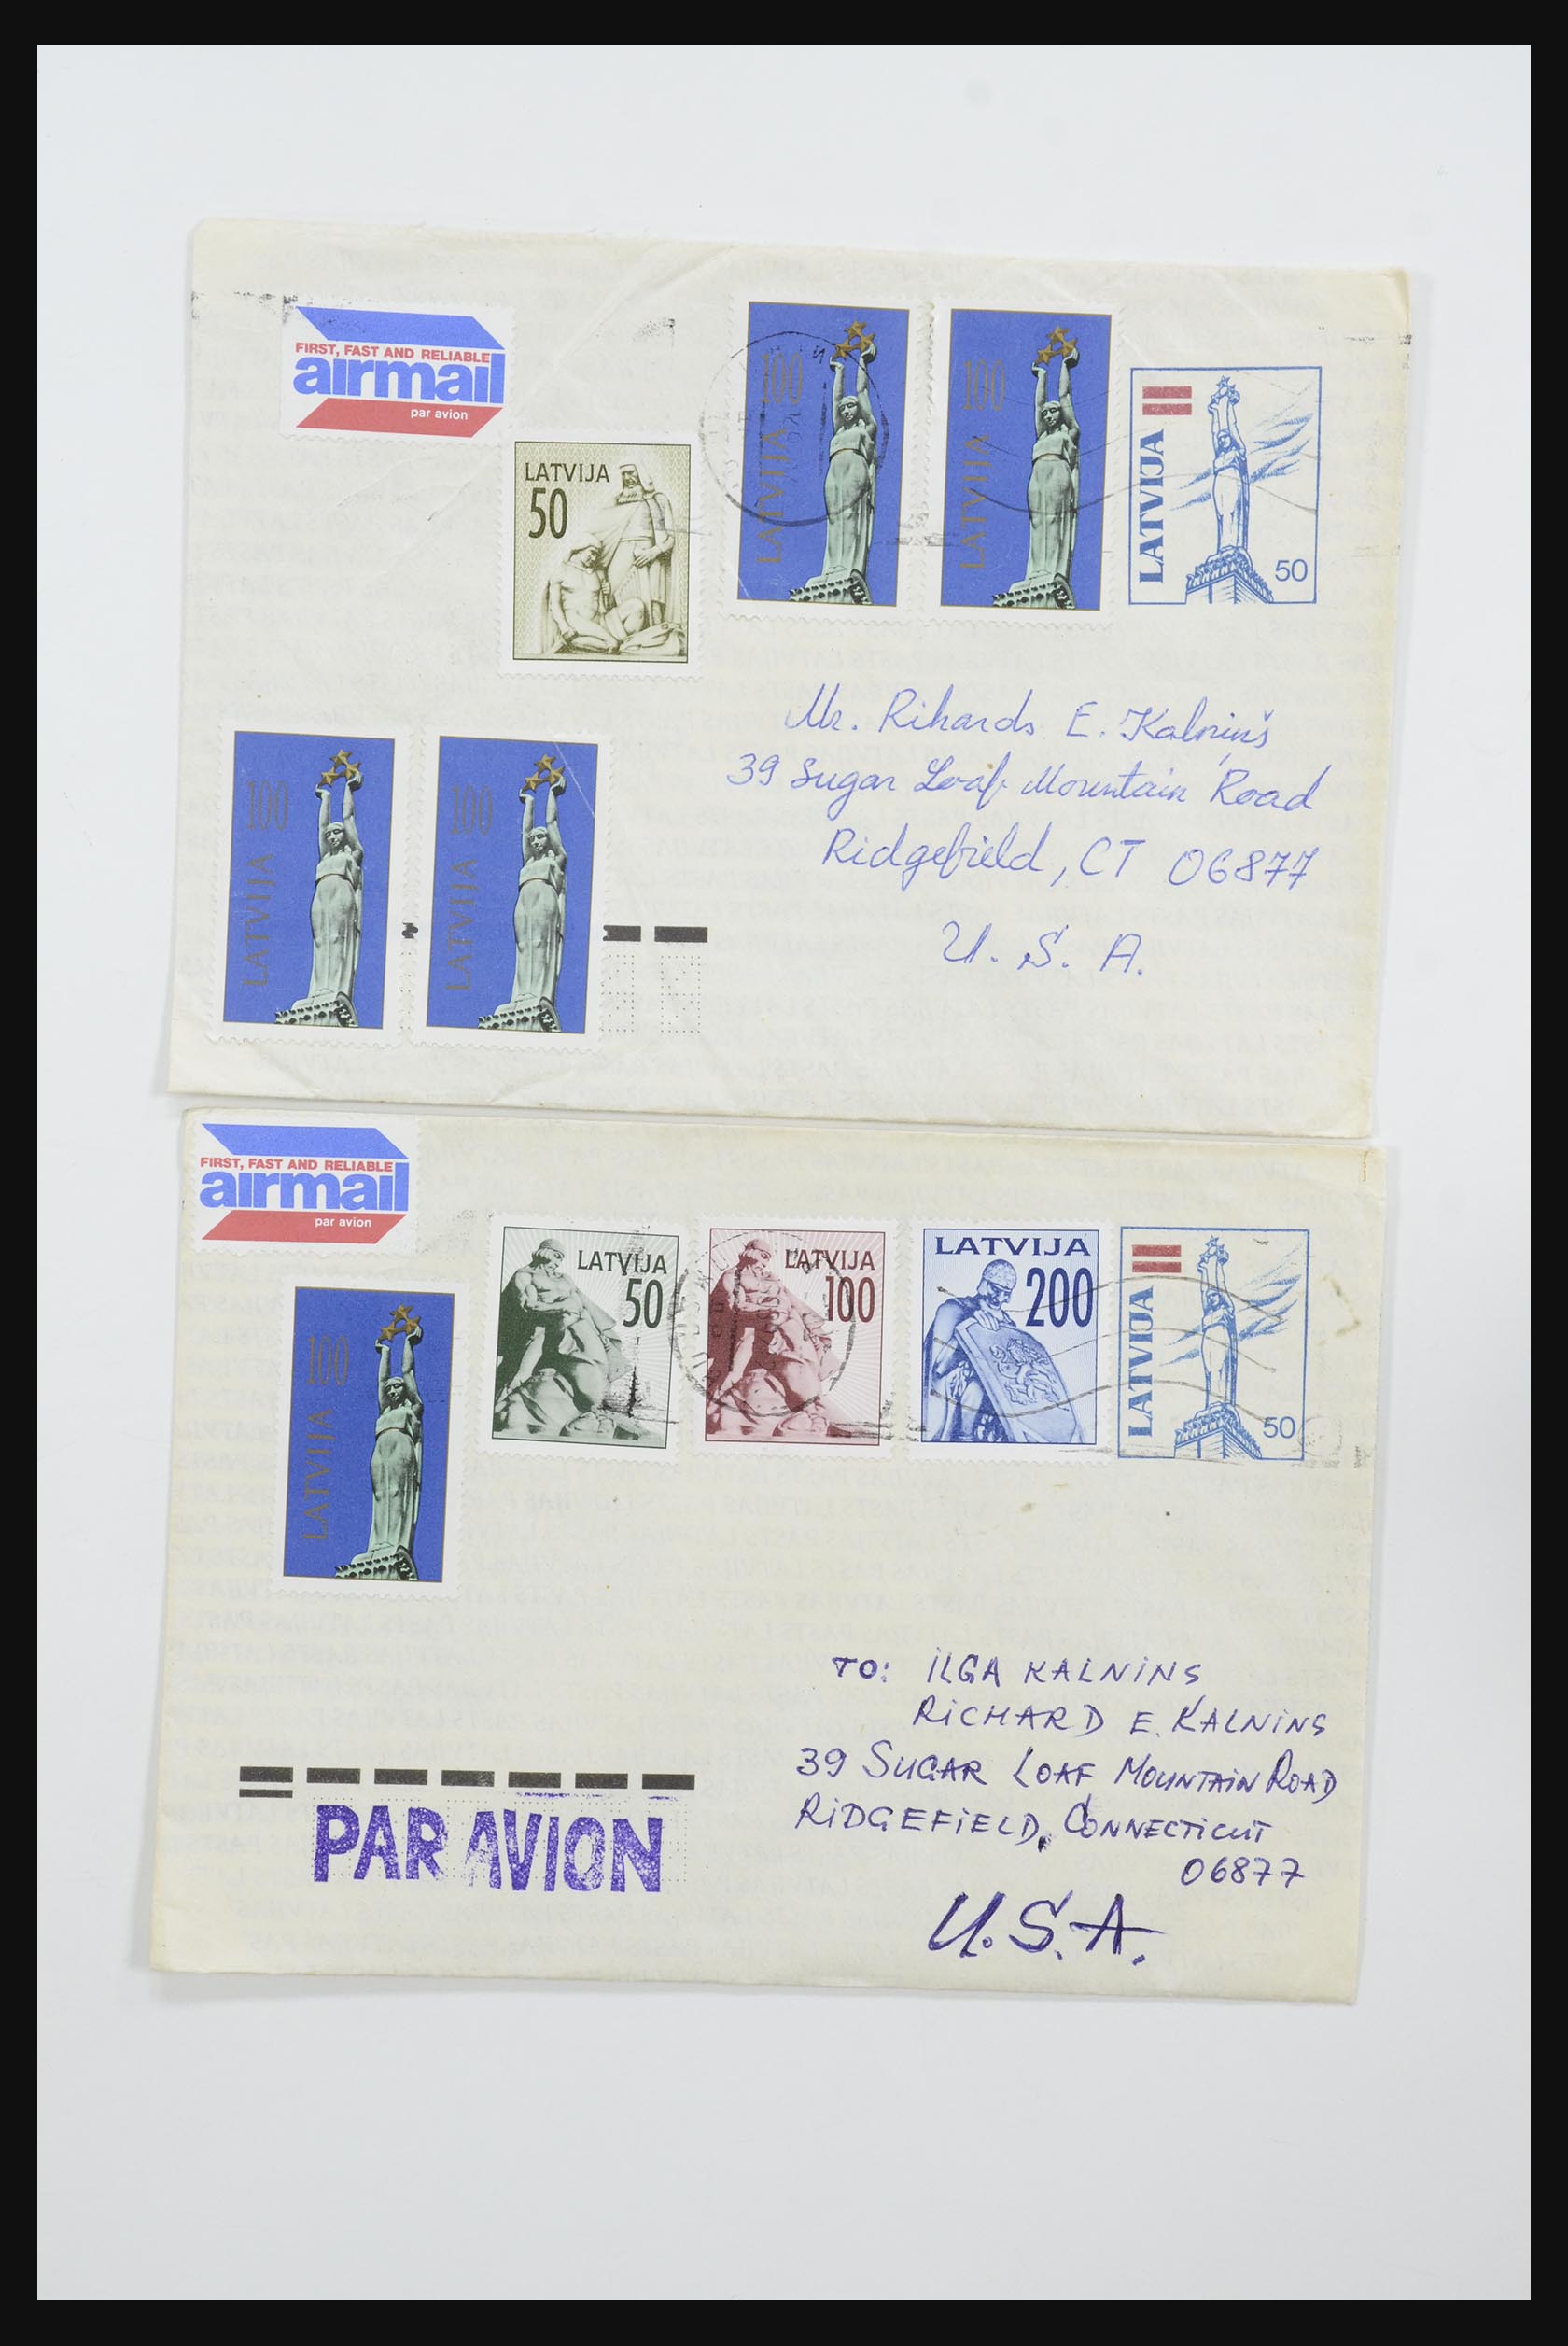 FIRST, FAST AND RELIABLE
airmail
par avion
LATVIJA
50
100
LATVIJA
100
LATVIJA
LATVIJA
50
Mr. Rihards E. Kalniņš
39 Sugar Loaf Mountain Road
Ridgefield, CT 06877
U. S. A.
100
LATVIJA
100
LATVIJA
FIRST, FAST AND RELIABLE
airmail
par avion
100
LATVIJA
LATVIJA
50
LATVIJA
100
LATVIJA
200
LATVIJA
50
TO: ILGA KALNINS
RICHARD E. KALNINS
39 SUGAR LOAF MOUNTAIN ROAD
RIDGEFIELD, CONNECTICUT
06877
U.S.A.
PAR AVION